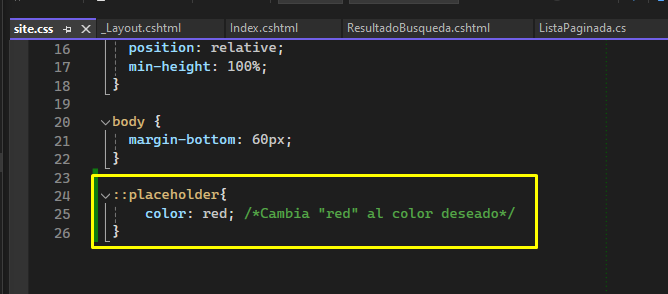 site.css
_Layout.cshtml
Index.cshtml
ResultadoBusqueda.cshtml
ListaPaginada.cs
16 position: relative;
17 min-height: 100%;
18 }
19
20 body {
21 margin-bottom: 60px;
22 }
23
24 ::placeholder{
25 color: red; /*Cambia "red" al color deseado*/
26 }